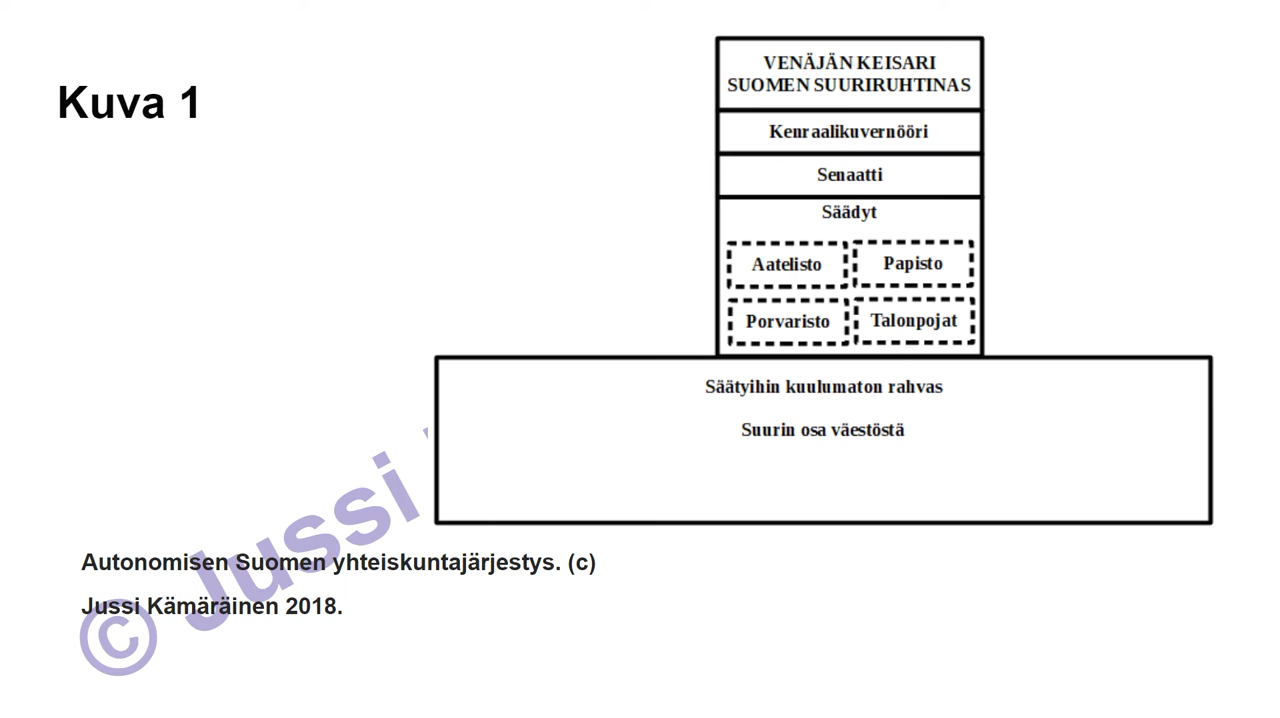 Kuva 1
VENÄJÄN KEISARI
SUOMEN SUURIRUHTINAS
Kenraalikuvernööri
Senaatti
Säädyt
Aatelisto
Papisto
Porvaristo
Talonpojat
Säätyihin kuulumaton rahvas
Suurin osa väestöstä
Autonomisen Suomen yhteiskuntajärjestys. (c)
Jussi Kämäräinen 2018.
© Jussi